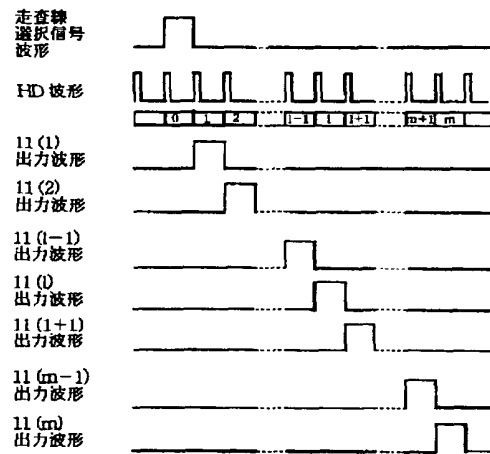 走査線
選択信号
波形
HD 波形
0 1 2 l-1 l l+1 m+1 m
11 (1)
出力波形
11 (2)
出力波形
11 (l-1)
出力波形
11 (l)
出力波形
11 (l+1)
出力波形
11 (m-1)
出力波形
11 (m)
出力波形